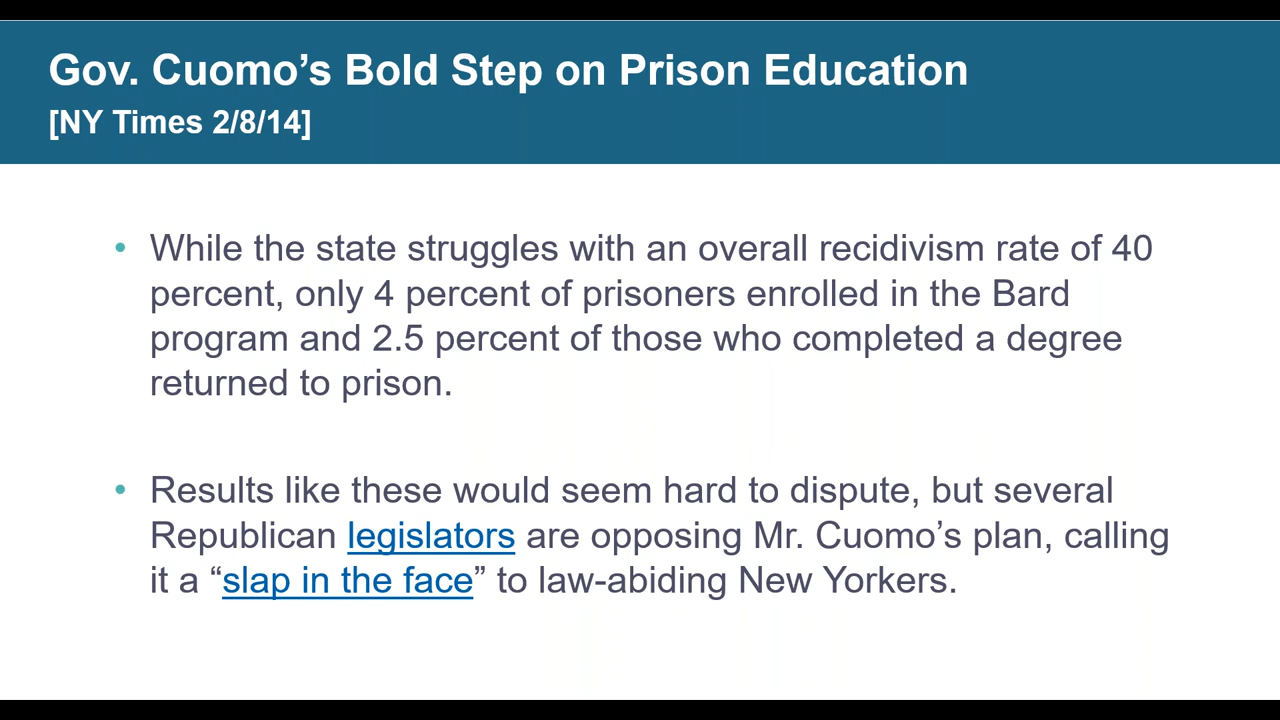 Gov. Cuomo’s Bold Step on Prison Education
[NY Times 2/8/14]
• While the state struggles with an overall recidivism rate of 40
percent, only 4 percent of prisoners enrolled in the Bard
program and 2.5 percent of those who completed a degree
returned to prison.
• Results like these would seem hard to dispute, but several
Republican legislators are opposing Mr. Cuomo’s plan, calling
it a “slap in the face” to law-abiding New Yorkers.